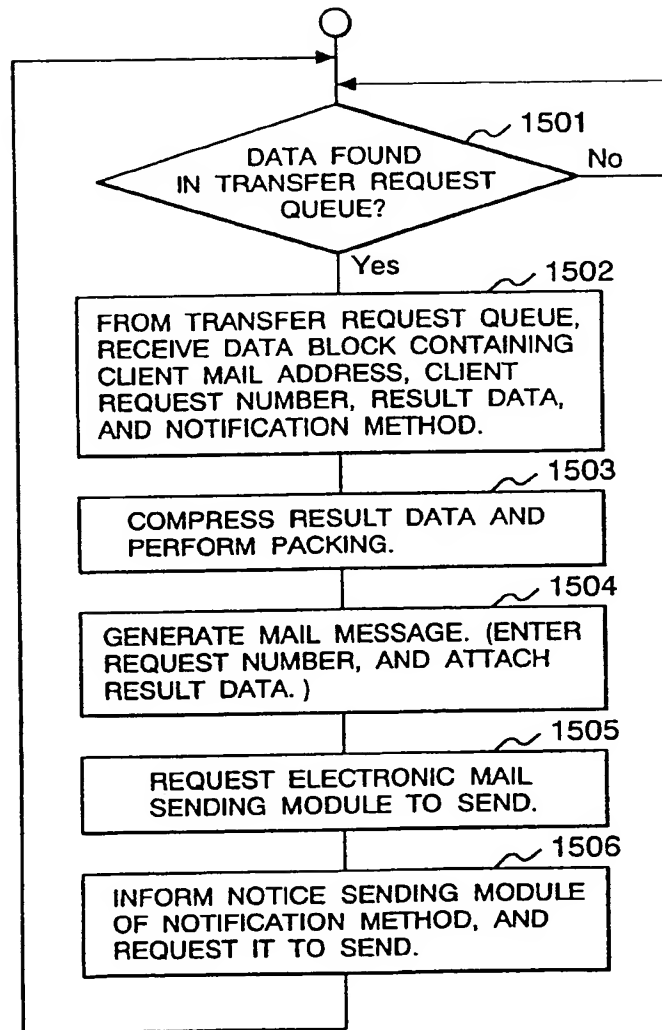 1501
DATA FOUND
IN TRANSFER REQUEST
QUEUE?
No
Yes
1502
FROM TRANSFER REQUEST QUEUE,
RECEIVE DATA BLOCK CONTAINING
CLIENT MAIL ADDRESS, CLIENT
REQUEST NUMBER, RESULT DATA,
AND NOTIFICATION METHOD.
1503
COMPRESS RESULT DATA AND
PERFORM PACKING.
1504
GENERATE MAIL MESSAGE. (ENTER
REQUEST NUMBER, AND ATTACH
RESULT DATA. )
1505
REQUEST ELECTRONIC MAIL
SENDING MODULE TO SEND.
1506
INFORM NOTICE SENDING MODULE
OF NOTIFICATION METHOD, AND
REQUEST IT TO SEND.